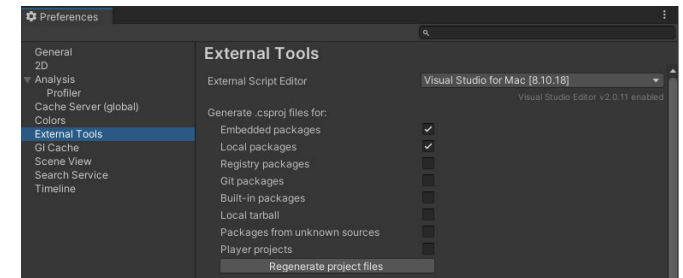 Preferences
General
2D
Analysis
Profiler
Cache Server (global)
Colors
External Tools
GI Cache
Scene View
Search Service
Timeline
External Tools
External Script Editor
Visual Studio for Mac [8.10.18]
Visual Studio Editor v2.0.11 enabled
Generate .csproj files for:
Embedded packages
Local packages
Registry packages
Git packages
Built-in packages
Local tarball
Packages from unknown sources
Player projects
Regenerate project files